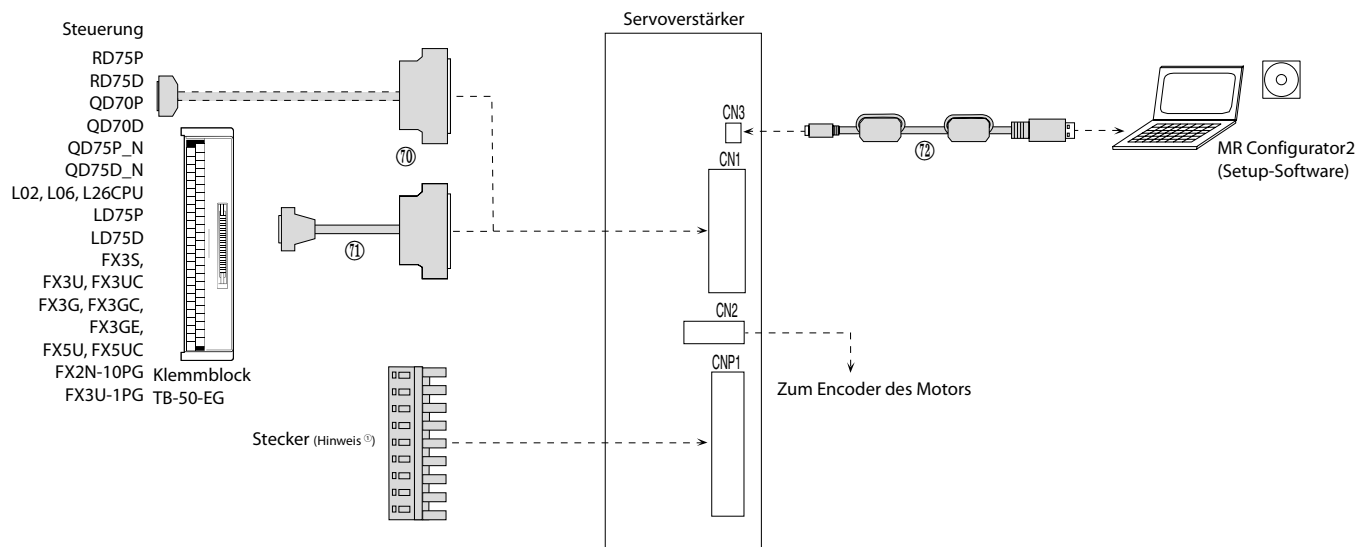 Servoverstärker
Steuerung
RD75P
RD75D
QD70P
QD70D
QD75P_N
QD75D_N
L02, L06, L26CPU
LD75P
LD75D
FX3S,
FX3U, FX3UC
FX3G, FX3GC,
FX3GE,
FX5U, FX5UC
FX2N-10PG
FX3U-1PG
Klemmblock
TB-50-EG
⑦⓪
⑦①
Stecker (Hinweis ①)
CN3
CN1
CN2
CNP1
⑦②
MR Configurator2
(Setup-Software)
Zum Encoder des Motors